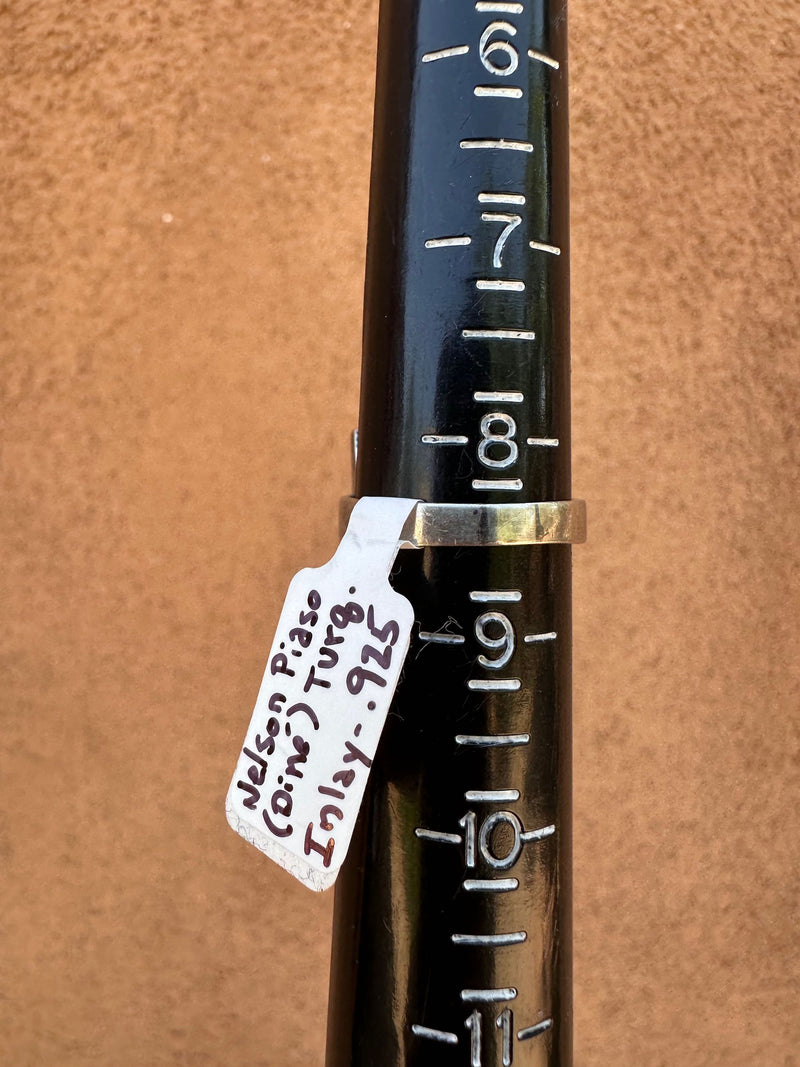 6
7
8
Nelson Piaso
(Diné) Turq.
Inlay-.925
9
10
11